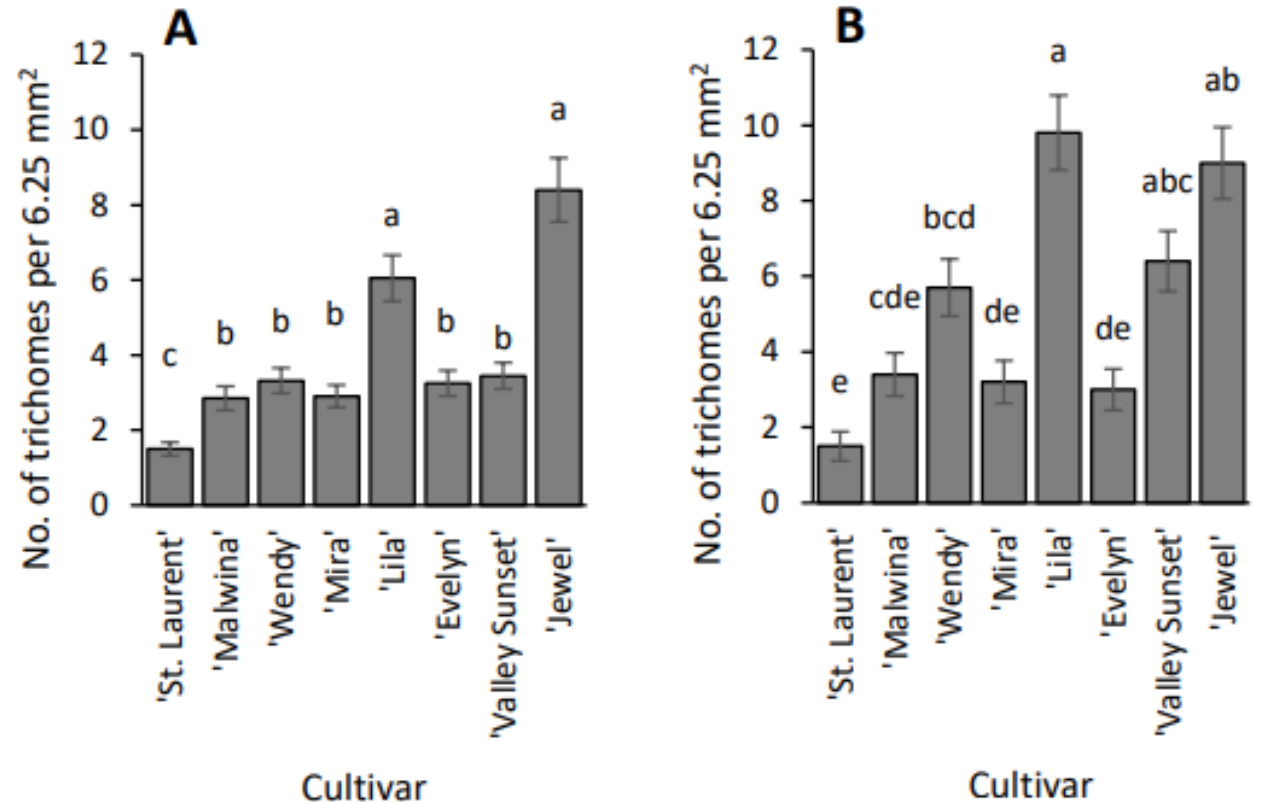 A
No. of trichomes per 6.25 mm²
12
10
8
6
4
2
0
c
b
b
b
a
b
b
a
'St. Laurent'
'Malwina'
'Wendy'
'Mira'
'Lila'
'Evelyn'
'Valley Sunset'
'Jewel'
Cultivar
B
No. of trichomes per 6.25 mm²
12
10
8
6
4
2
0
e
cde
bcd
de
a
de
abc
ab
'St. Laurent'
'Malwina'
'Wendy'
'Mira'
'Lila'
'Evelyn'
'Valley Sunset'
'Jewel'
Cultivar